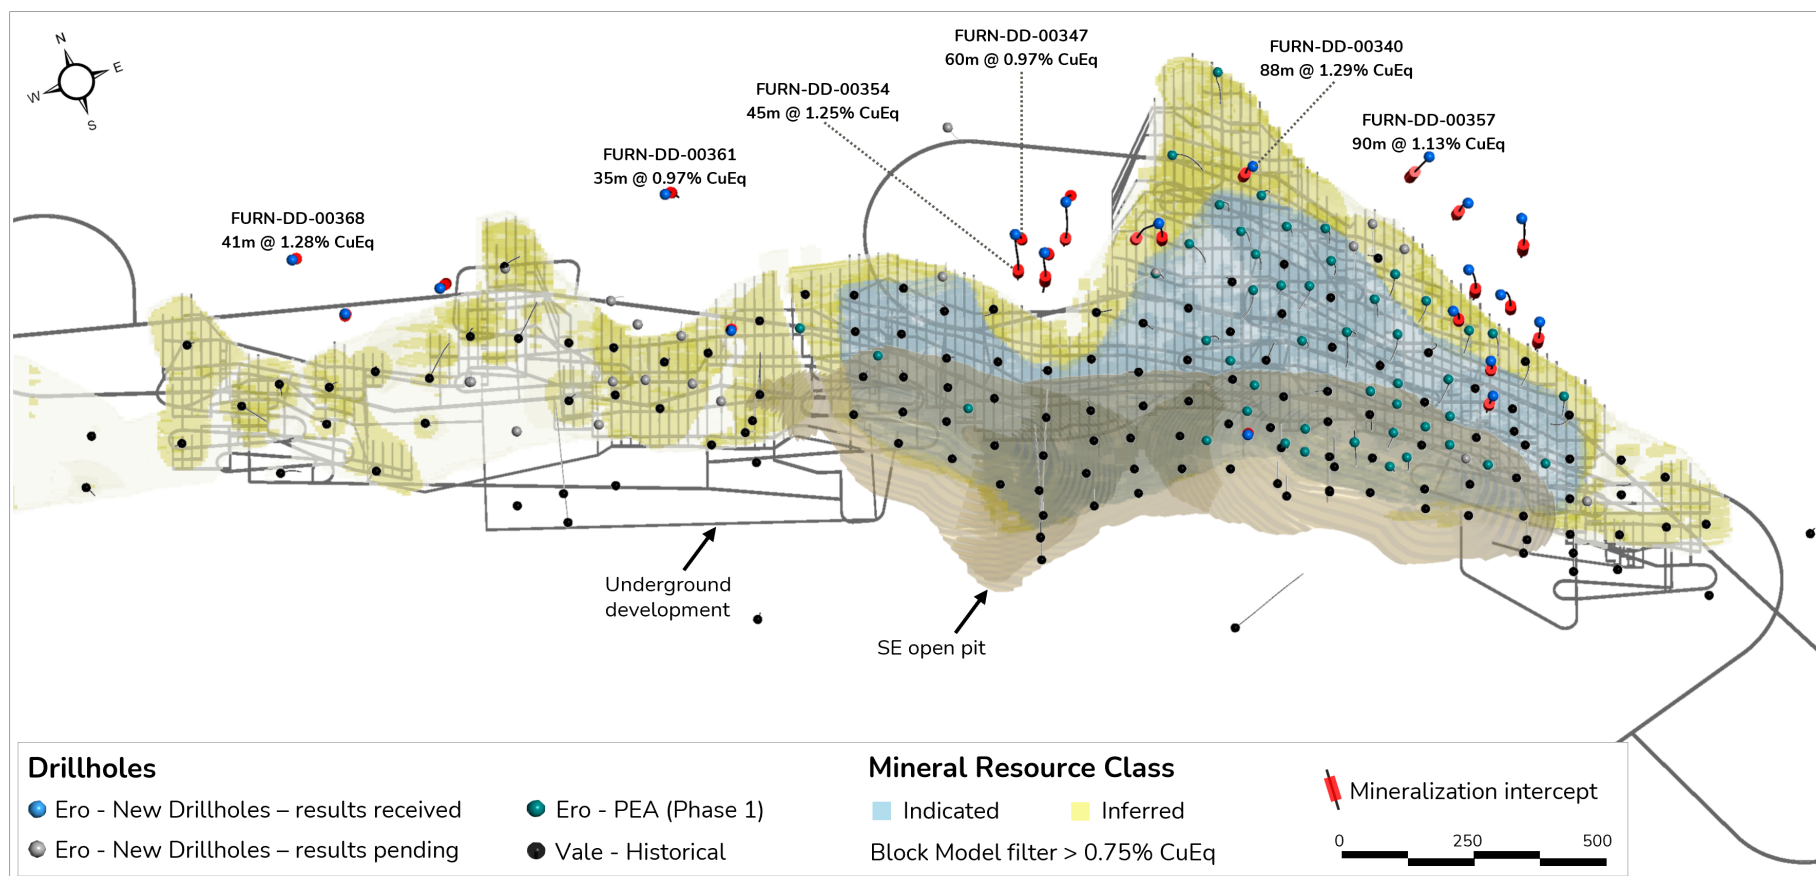 N
E
W
S
FURN-DD-00347
60m @ 0.97% CuEq
FURN-DD-00340
88m @ 1.29% CuEq
FURN-DD-00354
45m @ 1.25% CuEq
FURN-DD-00357
90m @ 1.13% CuEq
FURN-DD-00361
35m @ 0.97% CuEq
FURN-DD-00368
41m @ 1.28% CuEq
Underground
development
SE open pit
Drillholes
Ero - New Drillholes – results received
Ero - New Drillholes – results pending
Ero - PEA (Phase 1)
Vale - Historical
Mineral Resource Class
Indicated
Inferred
Block Model filter > 0.75% CuEq
Mineralization intercept
0 250 500